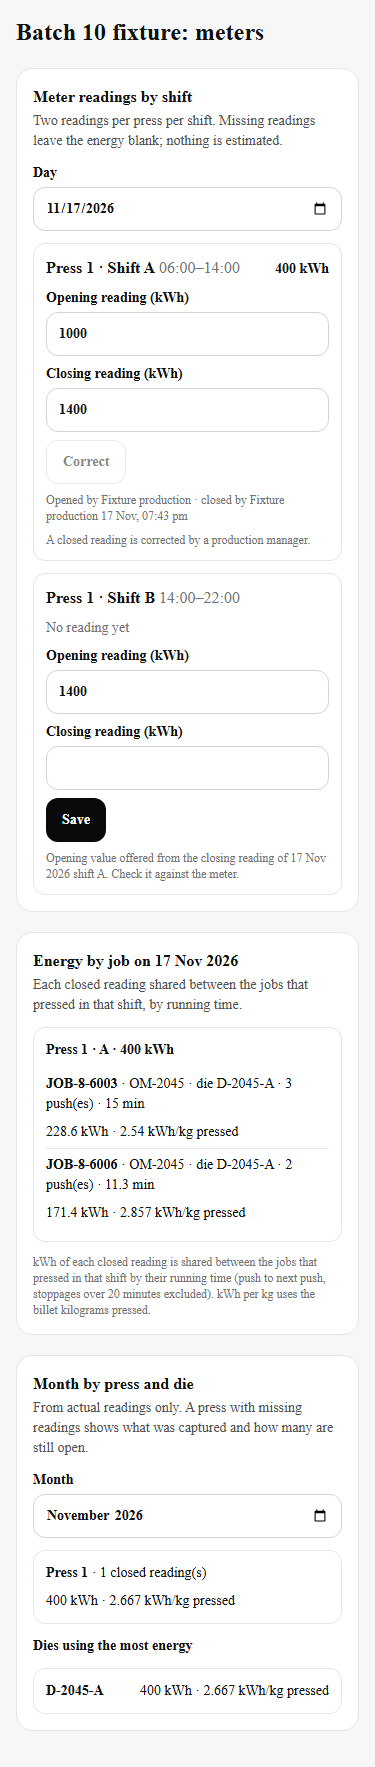 Batch 10 fixture: meters
Meter readings by shift
Two readings per press per shift. Missing readings
leave the energy blank; nothing is estimated.
Day
11/17/2026
Press 1 · Shift A 06:00–14:00 400 kWh
Opening reading (kWh)
1000
Closing reading (kWh)
1400
Correct
Opened by Fixture production · closed by Fixture
production 17 Nov, 07:43 pm
A closed reading is corrected by a production manager.
Press 1 · Shift B 14:00–22:00
No reading yet
Opening reading (kWh)
1400
Closing reading (kWh)
Save
Opening value offered from the closing reading of 17 Nov
2026 shift A. Check it against the meter.
Energy by job on 17 Nov 2026
Each closed reading shared between the jobs that
pressed in that shift, by running time.
Press 1 · A · 400 kWh
JOB-8-6003 · OM-2045 · die D-2045-A · 3
push(es) · 15 min
228.6 kWh · 2.54 kWh/kg pressed
JOB-8-6006 · OM-2045 · die D-2045-A · 2
push(es) · 11.3 min
171.4 kWh · 2.857 kWh/kg pressed
kWh of each closed reading is shared between the jobs that
pressed in that shift by their running time (push to next push,
stoppages over 20 minutes excluded). kWh per kg uses the
billet kilograms pressed.
Month by press and die
From actual readings only. A press with missing
readings shows what was captured and how many are
still open.
Month
November 2026
Press 1 · 1 closed reading(s)
400 kWh · 2.667 kWh/kg pressed
Dies using the most energy
D-2045-A 400 kWh · 2.667 kWh/kg pressed